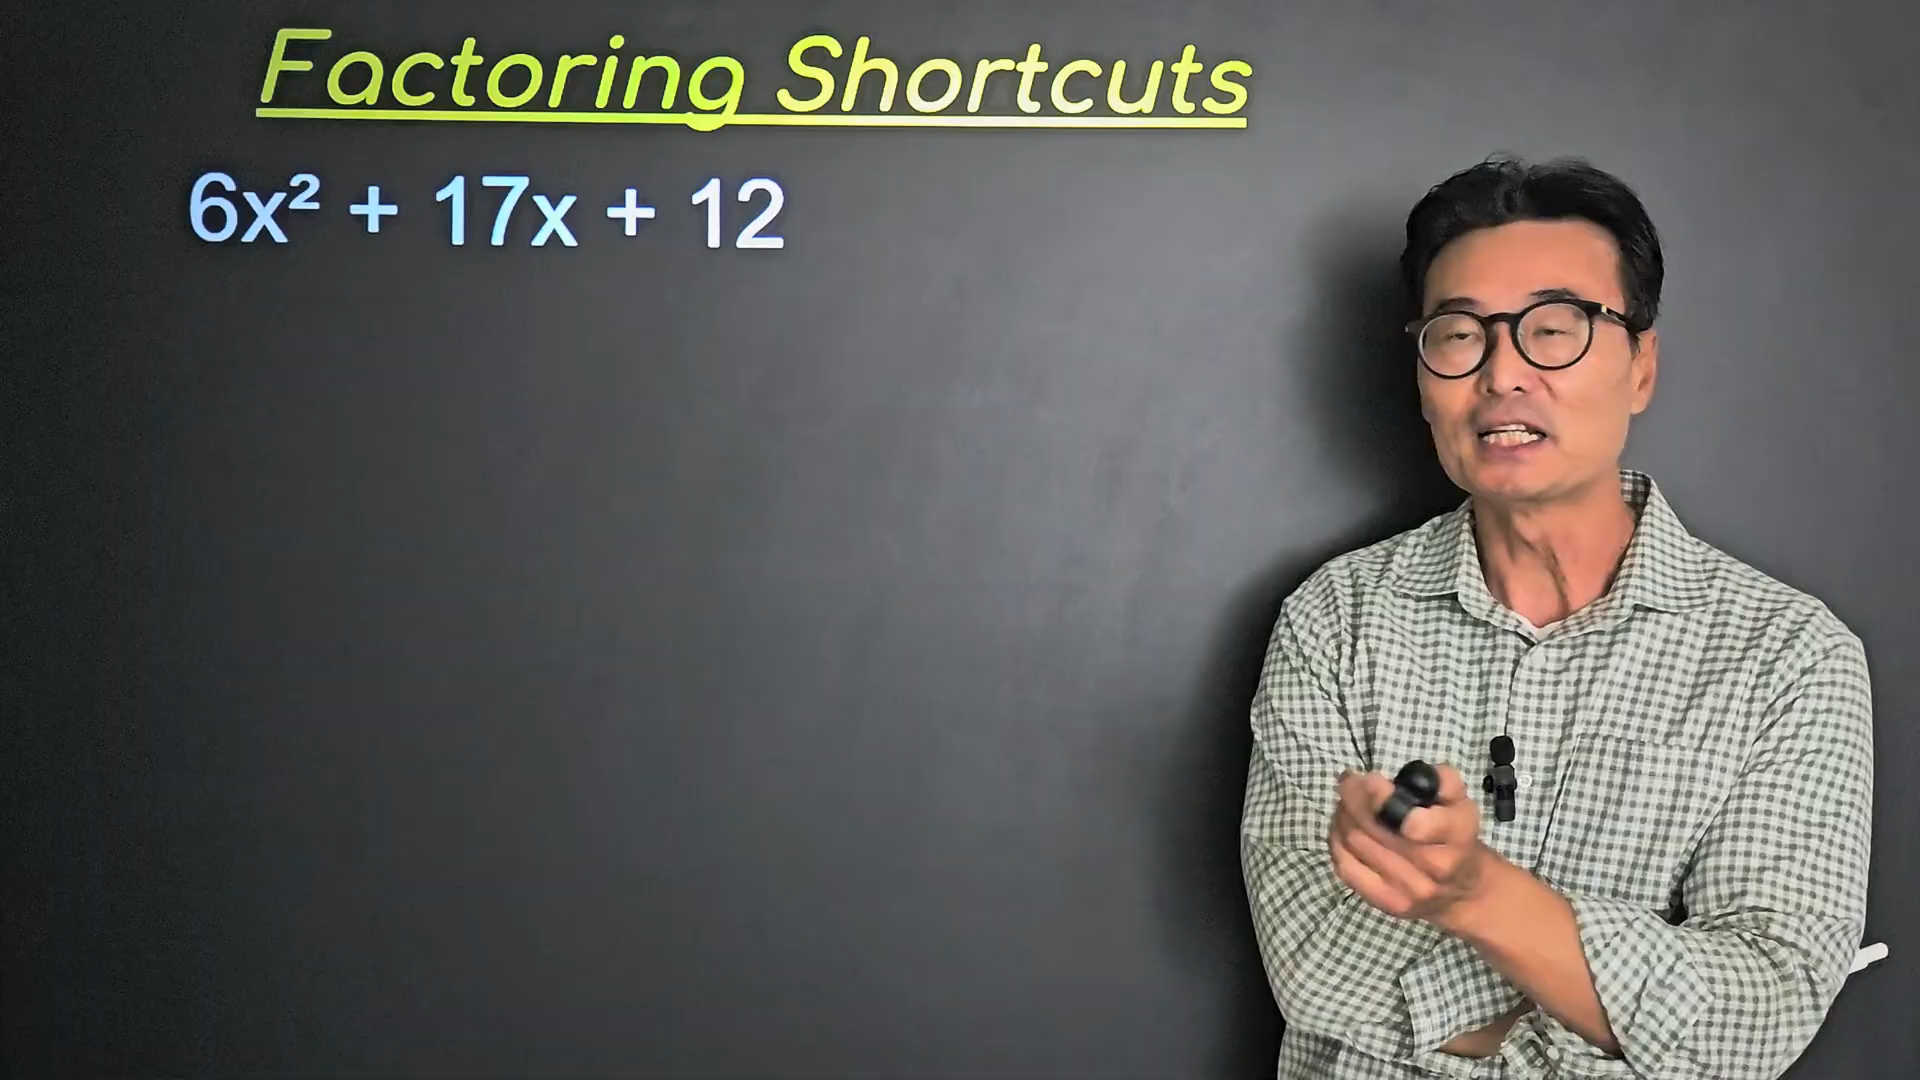 Factoring Shortcuts
6x² + 17x + 12